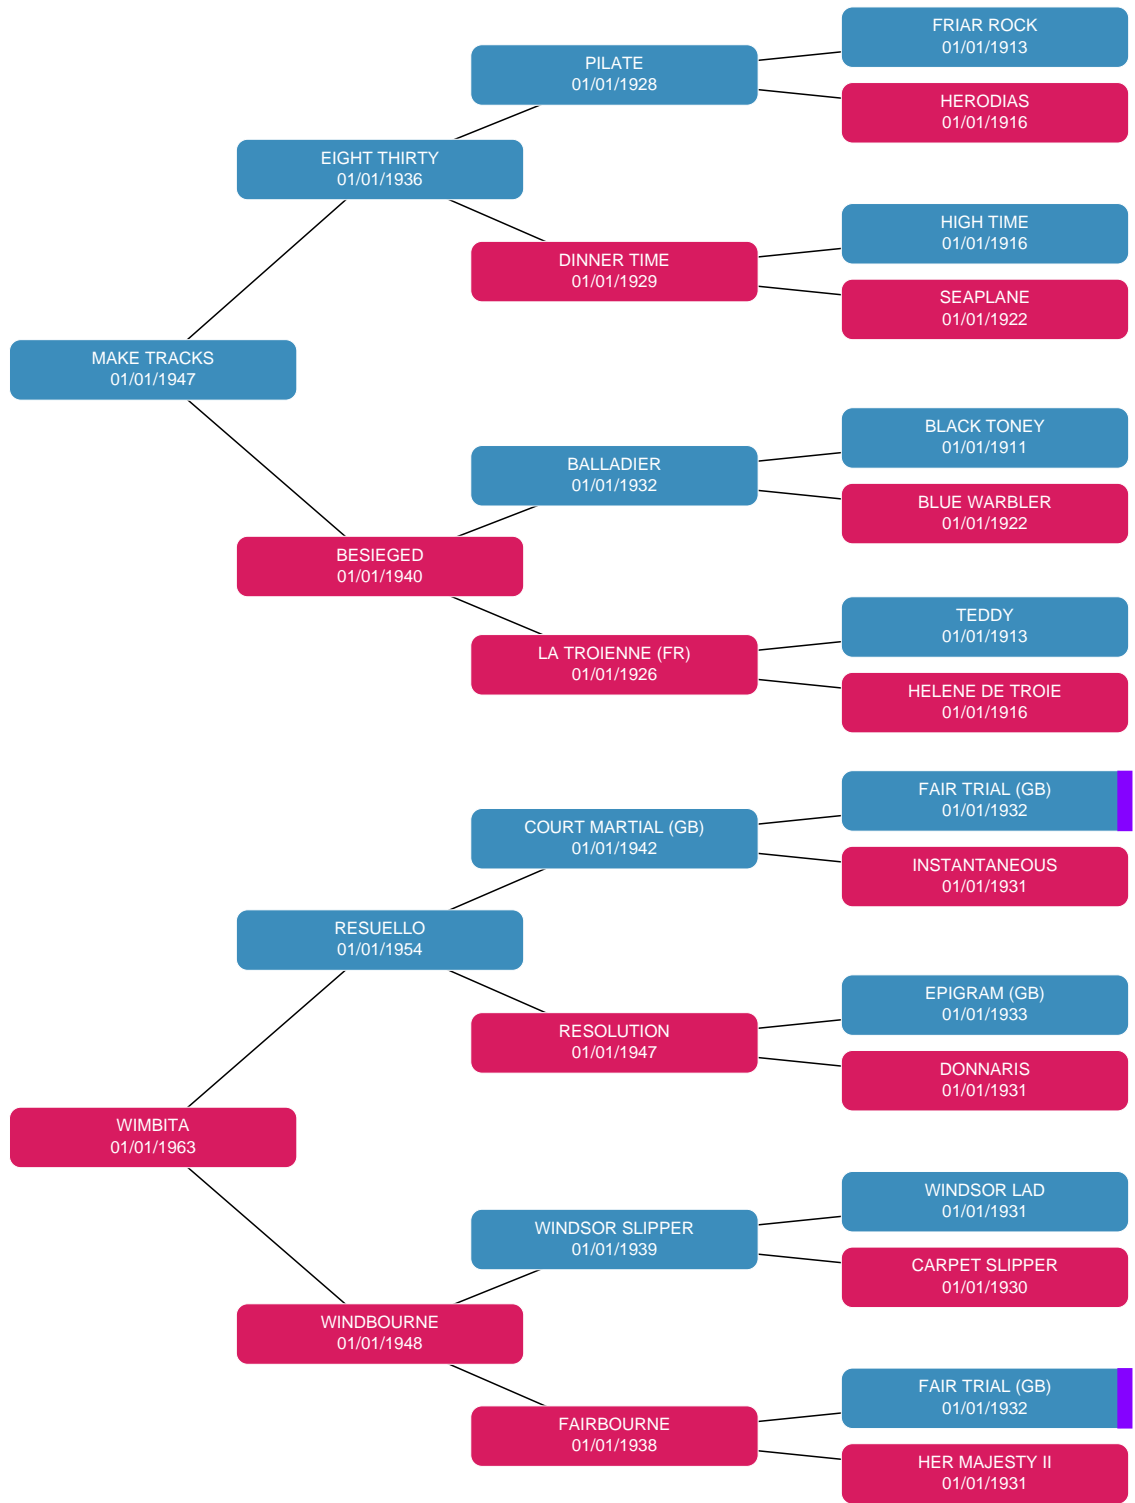 FRIAR ROCK
01/01/1913
PILATE
01/01/1928
HERODIAS
01/01/1916
EIGHT THIRTY
01/01/1936
HIGH TIME
01/01/1916
DINNER TIME
01/01/1929
SEAPLANE
01/01/1922
MAKE TRACKS
01/01/1947
BLACK TONEY
01/01/1911
BALLADIER
01/01/1932
BLUE WARBLER
01/01/1922
BESIEGED
01/01/1940
TEDDY
01/01/1913
LA TROIENNE (FR)
01/01/1926
HELENE DE TROIE
01/01/1916
FAIR TRIAL (GB)
01/01/1932
COURT MARTIAL (GB)
01/01/1942
INSTANTANEOUS
01/01/1931
RESUELLO
01/01/1954
EPIGRAM (GB)
01/01/1933
RESOLUTION
01/01/1947
DONNARIS
01/01/1931
WIMBITA
01/01/1963
WINDSOR LAD
01/01/1931
WINDSOR SLIPPER
01/01/1939
CARPET SLIPPER
01/01/1930
WINDBOURNE
01/01/1948
FAIR TRIAL (GB)
01/01/1932
FAIRBOURNE
01/01/1938
HER MAJESTY II
01/01/1931